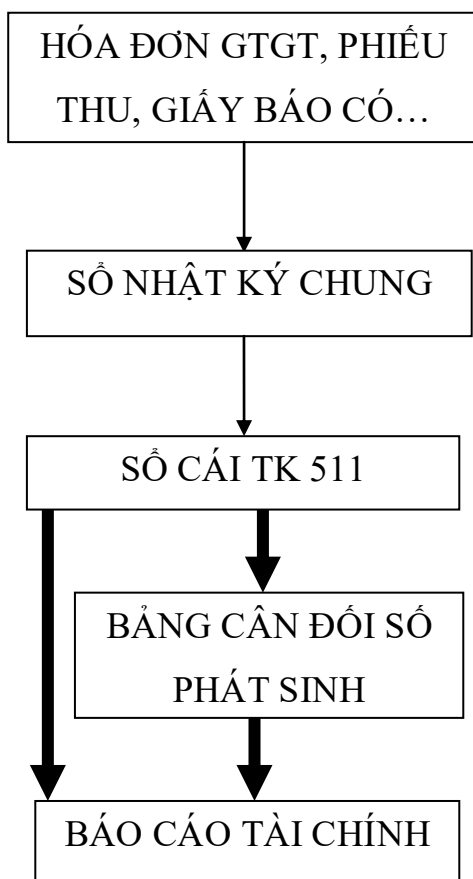 HÓA ĐƠN GTGT, PHIẾU
THU, GIẤY BÁO CÓ…
SỔ NHẬT KÝ CHUNG
SỔ CÁI TK 511
BẢNG CÂN ĐỐI SỐ
PHÁT SINH
BÁO CÁO TÀI CHÍNH